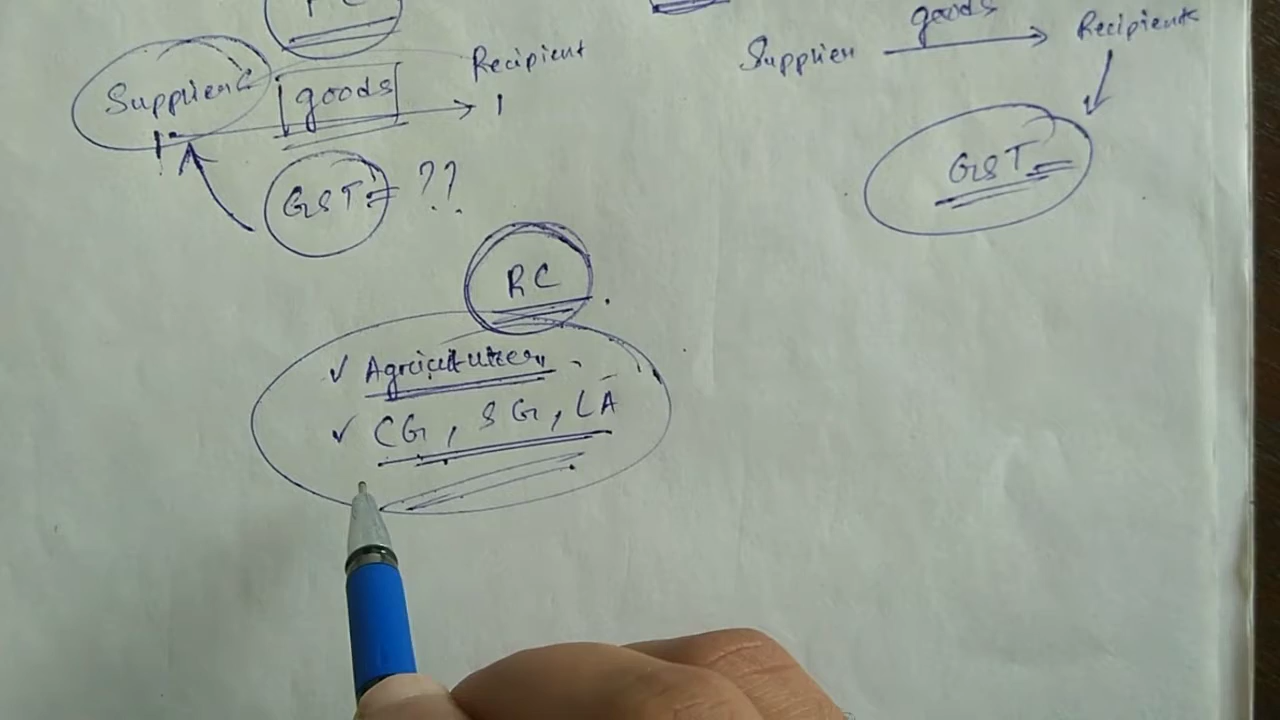 Supplier
goods
Recipient
GST = ??
goods
Supplier
Recipient
GST
RC
✓ Agriculturer
✓ CG, SG, LA